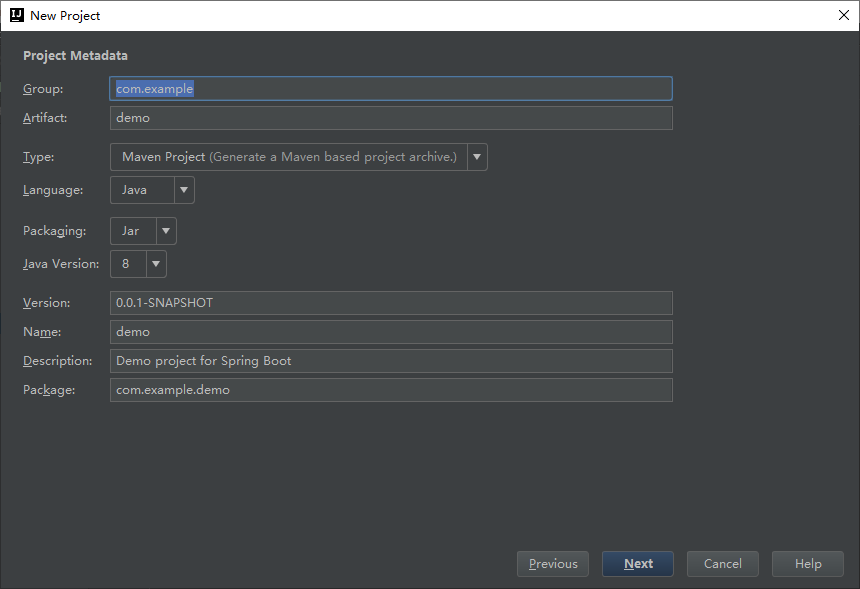 New Project
Project Metadata
Group: com.example
Artifact: demo
Type: Maven Project (Generate a Maven based project archive.)
Language: Java
Packaging: Jar
Java Version: 8
Version: 0.0.1-SNAPSHOT
Name: demo
Description: Demo project for Spring Boot
Package: com.example.demo
Previous Next Cancel Help